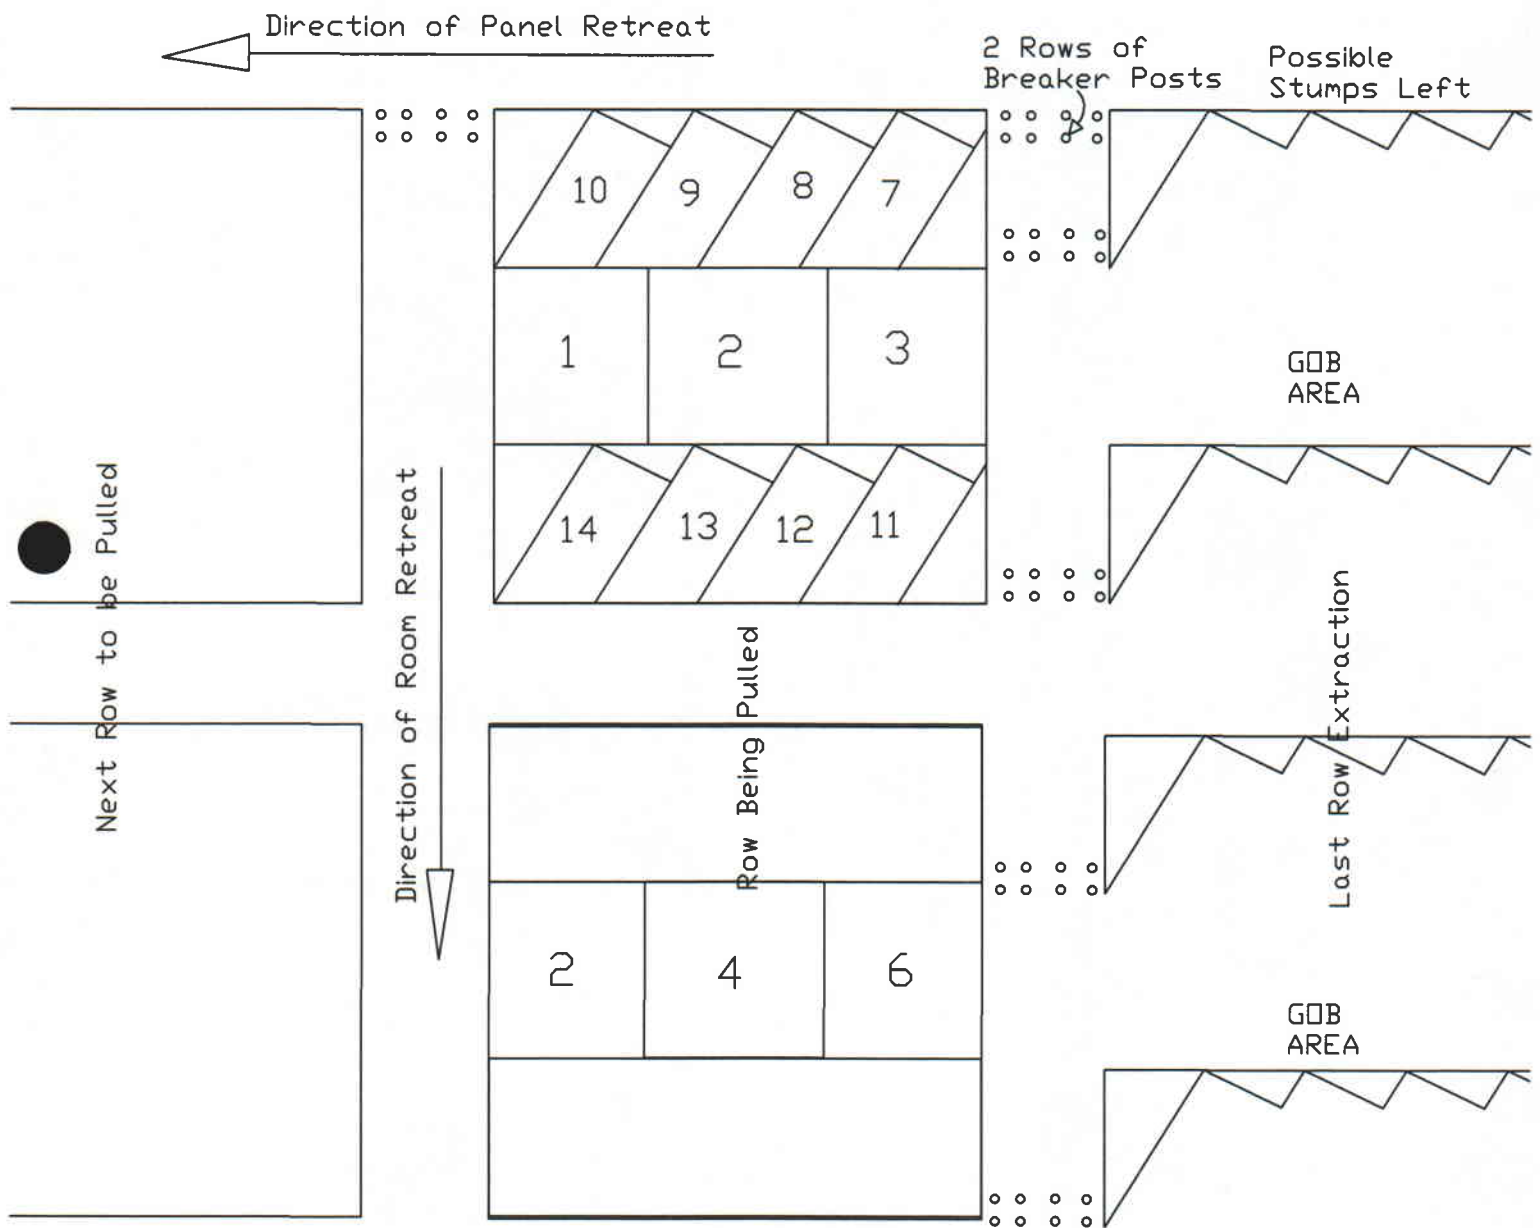 Direction of Panel Retreat
2 Rows of
Breaker Posts
Possible
Stumps Left
10
9
8
7
1
2
3
GOB
AREA
14
13
12
11
Next Row to be Pulled
Direction of Room Retreat
Row Being Pulled
Last Row Extraction
2
4
6
GOB
AREA